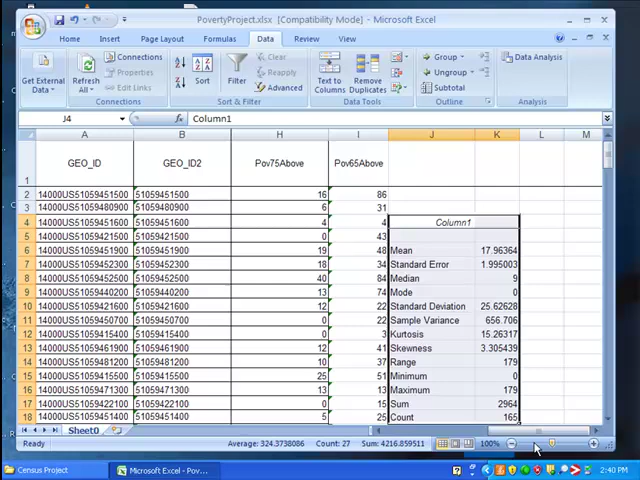 PovertyProject.xlsx [Compatibility Mode] - Microsoft Excel
Home Insert Page Layout Formulas Data Review View
Get External Data
Refresh All
Connections
Properties
Edit Links
Connections
Sort
Filter
Clear
Reapply
Advanced
Sort & Filter
Text to Columns
Remove Duplicates
Data Tools
Group
Ungroup
Subtotal
Outline
Data Analysis
Analysis
J4 fx Column1
A B H I J K L M
1 GEO_ID GEO_ID2 Pov75Above Pov65Above
2 14000US51059451500 51059451500 16 86
3 14000US51059480900 51059480900 6 31
4 14000US51059451600 51059451600 4 4 Column1
5 14000US51059421500 51059421500 0 43
6 14000US51059451900 51059451900 19 48 Mean 17.96364
7 14000US51059452300 51059452300 18 34 Standard Error 1.995003
8 14000US51059452500 51059452500 40 84 Median 9
9 14000US51059440200 51059440200 13 74 Mode 0
10 14000US51059421600 51059421600 12 22 Standard Deviation 25.62628
11 14000US51059450700 51059450700 0 22 Sample Variance 656.706
12 14000US51059415400 51059415400 0 3 Kurtosis 15.26317
13 14000US51059461900 51059461900 12 41 Skewness 3.305439
14 14000US51059481200 51059481200 10 37 Range 179
15 14000US51059415500 51059415500 25 51 Minimum 0
16 14000US51059471300 51059471300 13 13 Maximum 179
17 14000US51059422100 51059422100 0 15 Sum 2964
18 14000US51059451400 51059451400 5 25 Count 165
Sheet0
Ready Average: 324.3738086 Count: 27 Sum: 4216.859511 100%
Census Project Microsoft Excel - Pov... 2:40 PM